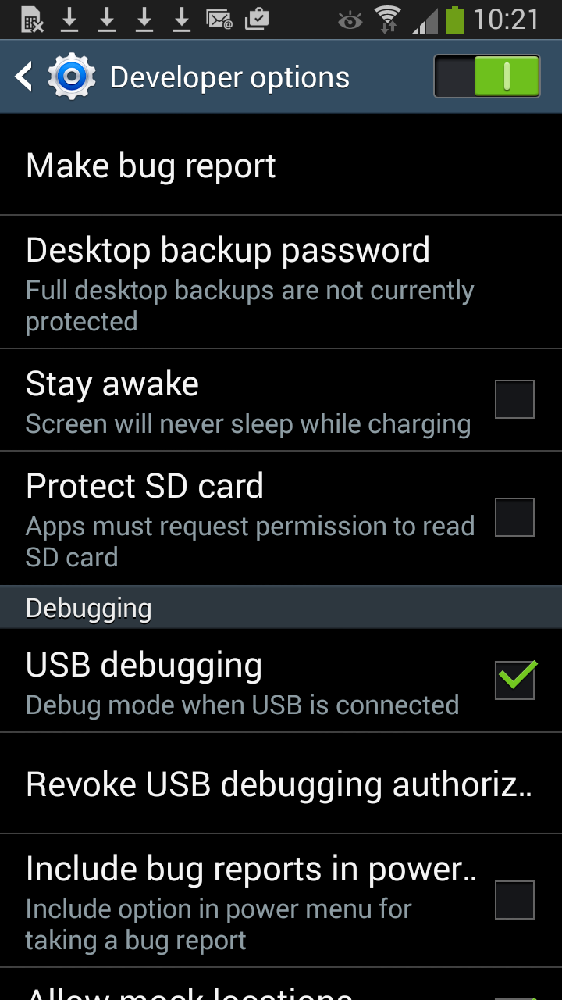 10:21
Developer options
Make bug report
Desktop backup password
Full desktop backups are not currently
protected
Stay awake
Screen will never sleep while charging
Protect SD card
Apps must request permission to read
SD card
Debugging
USB debugging
Debug mode when USB is connected
Revoke USB debugging authoriz..
Include bug reports in power..
Include option in power menu for
taking a bug report
Allow mock locations